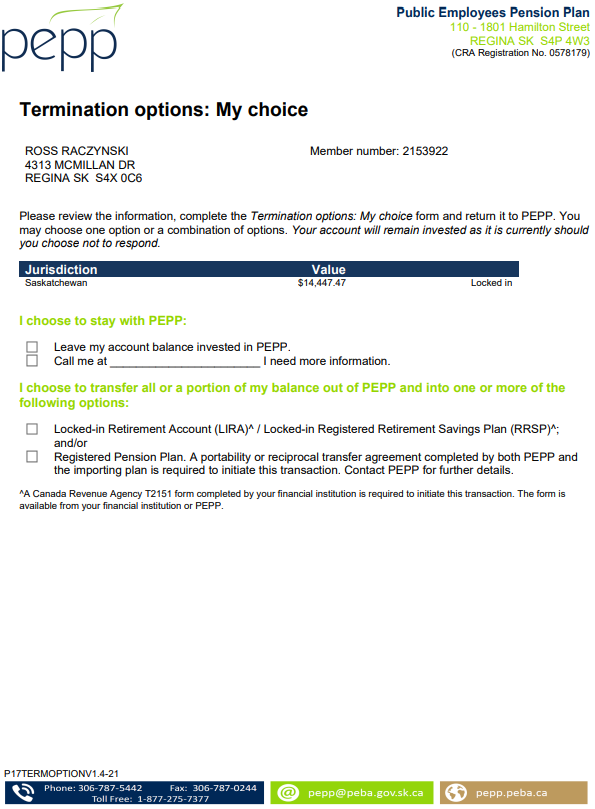 pepp
Public Employees Pension Plan
110 - 1801 Hamilton Street
REGINA SK S4P 4W3
(CRA Registration No. 0578179)
Termination options: My choice
ROSS RACZYNSKI
Member number: 2153922
4313 MCMILLAN DR
REGINA SK S4X 0C6
Please review the information, complete the Termination options: My choice form and return it to PEPP. You
may choose one option or a combination of options. Your account will remain invested as it is currently should
you choose not to respond.
Jurisdiction Value
Saskatchewan $14,447.47 Locked in
I choose to stay with PEPP:
Leave my account balance invested in PEPP.
Call me at ________________________ I need more information.
I choose to transfer all or a portion of my balance out of PEPP and into one or more of the
following options:
Locked-in Retirement Account (LIRA)^ / Locked-in Registered Retirement Savings Plan (RRSP)^;
and/or
Registered Pension Plan. A portability or reciprocal transfer agreement completed by both PEPP and
the importing plan is required to initiate this transaction. Contact PEPP for further details.
^A Canada Revenue Agency T2151 form completed by your financial institution is required to initiate this transaction. The form is
available from your financial institution or PEPP.
P17TERMOPTIONV1.4-21
Phone: 306-787-5442 Fax: 306-787-0244
Toll Free: 1-877-275-7377
pepp@peba.gov.sk.ca
pepp.peba.ca